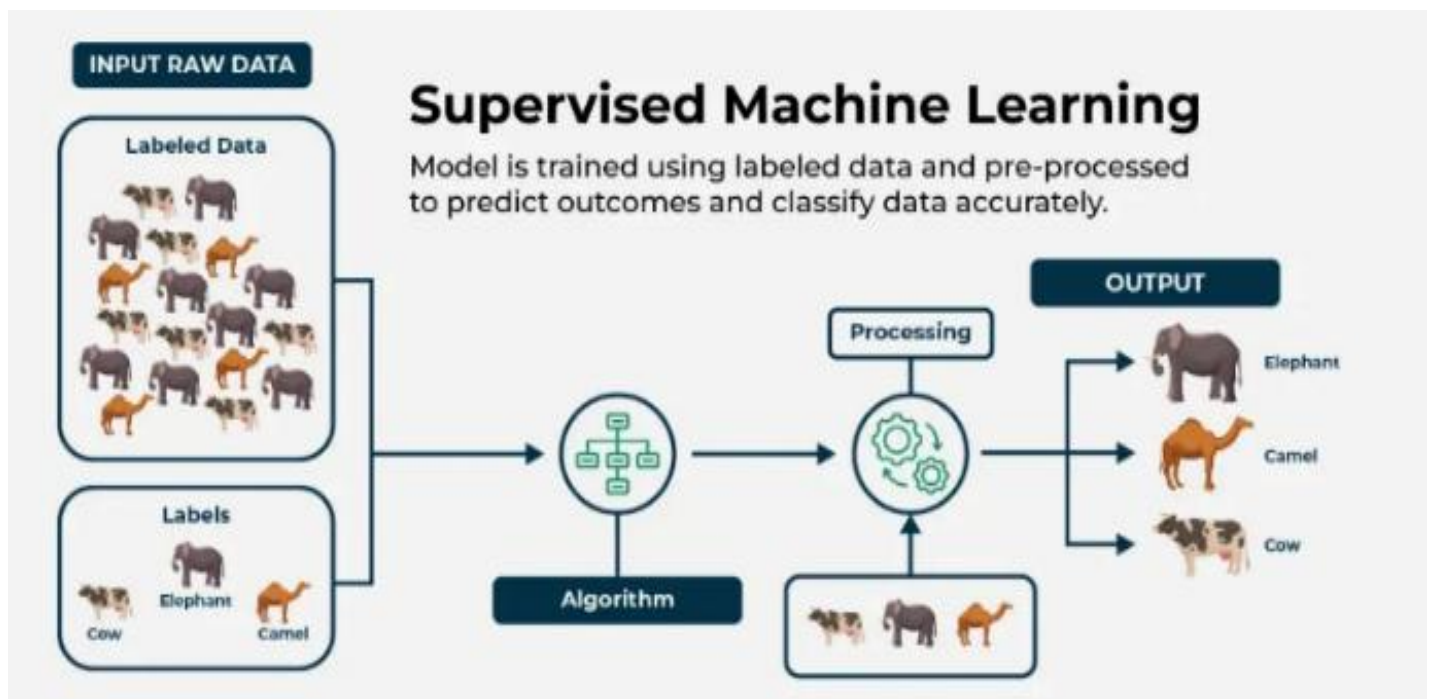 INPUT RAW DATA
Supervised Machine Learning
Model is trained using labeled data and pre-processed
to predict outcomes and classify data accurately.
Labeled Data
OUTPUT
Processing
Elephant
Camel
Cow
Labels
Elephant
Cow
Camel
Algorithm